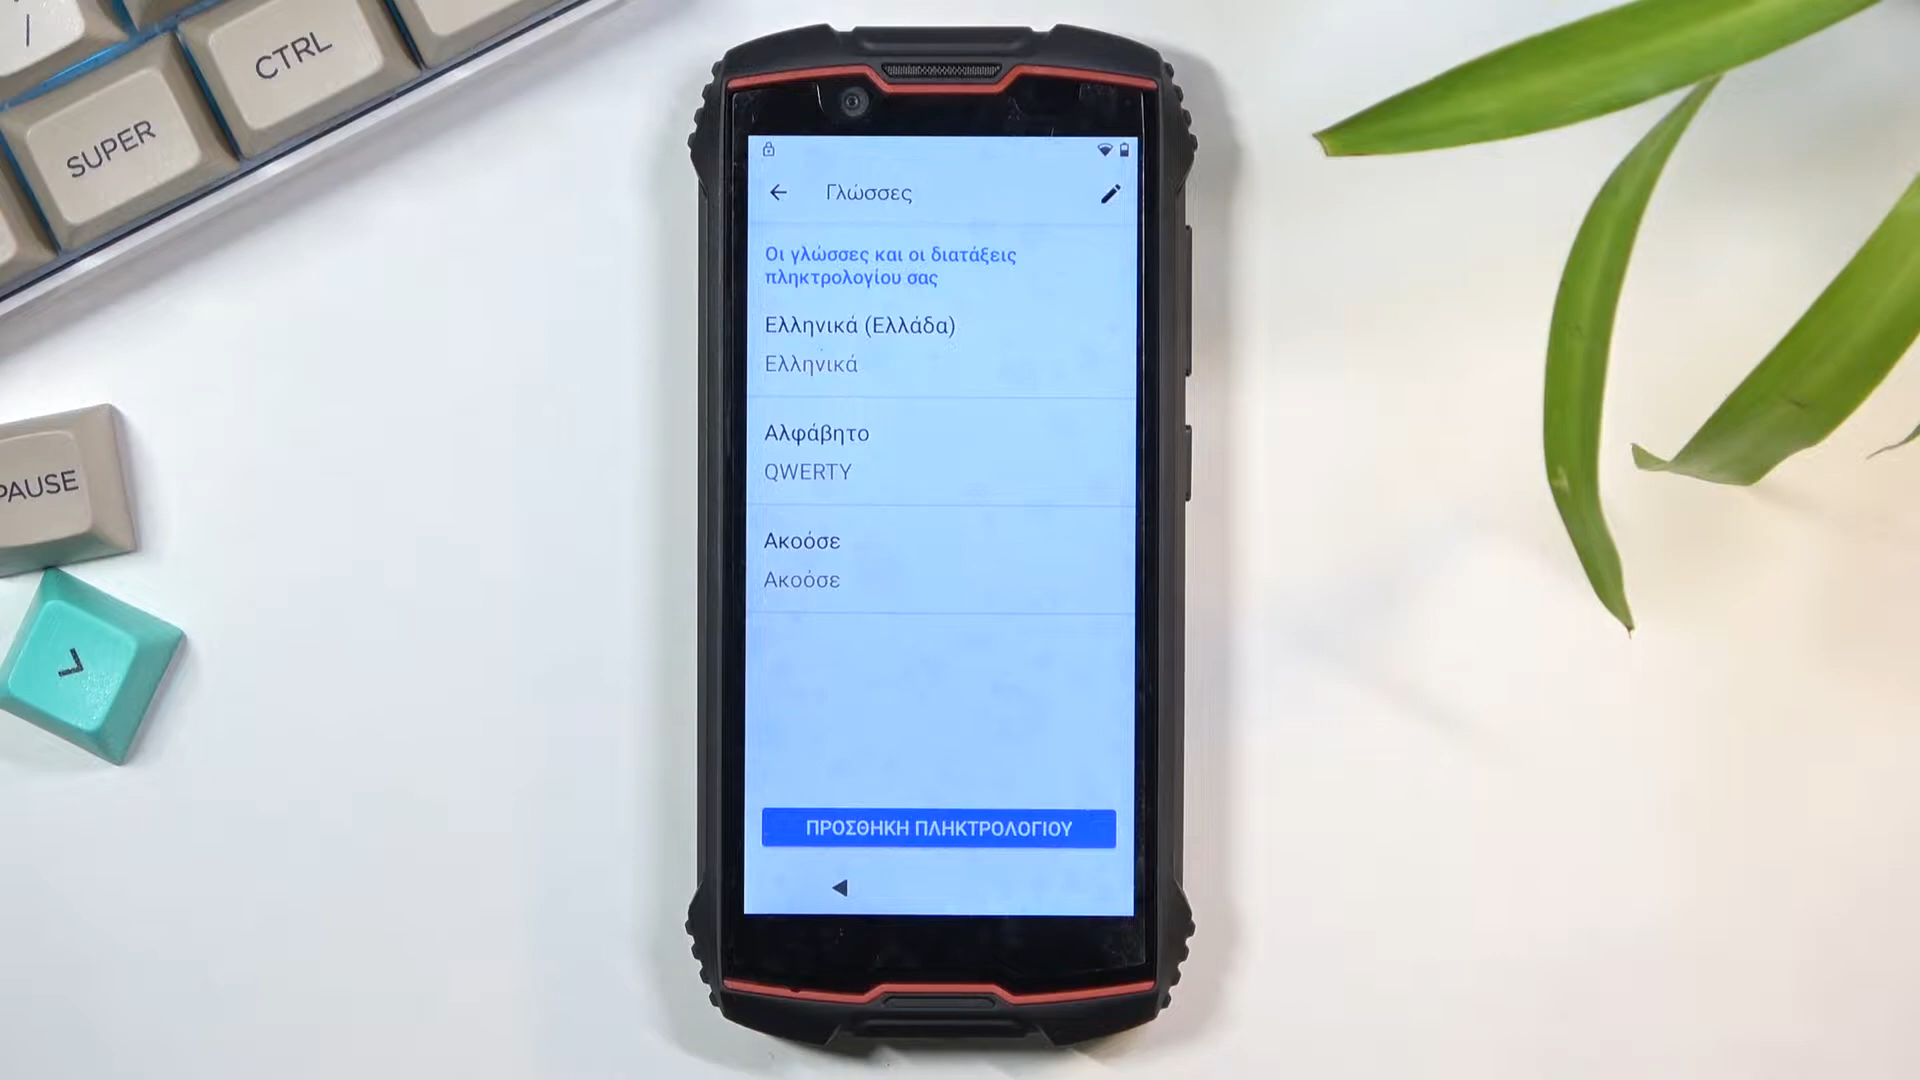 CTRL
SUPER
PAUSE
Γλώσσες
Οι γλώσσες και οι διατάξεις
πληκτρολογίου σας
Ελληνικά (Ελλάδα)
Ελληνικά
Αλφάβητο
QWERTY
Ακοόσε
Ακοόσε
ΠΡΟΣΘΗΚΗ ΠΛΗΚΤΡΟΛΟΓΙΟΥ